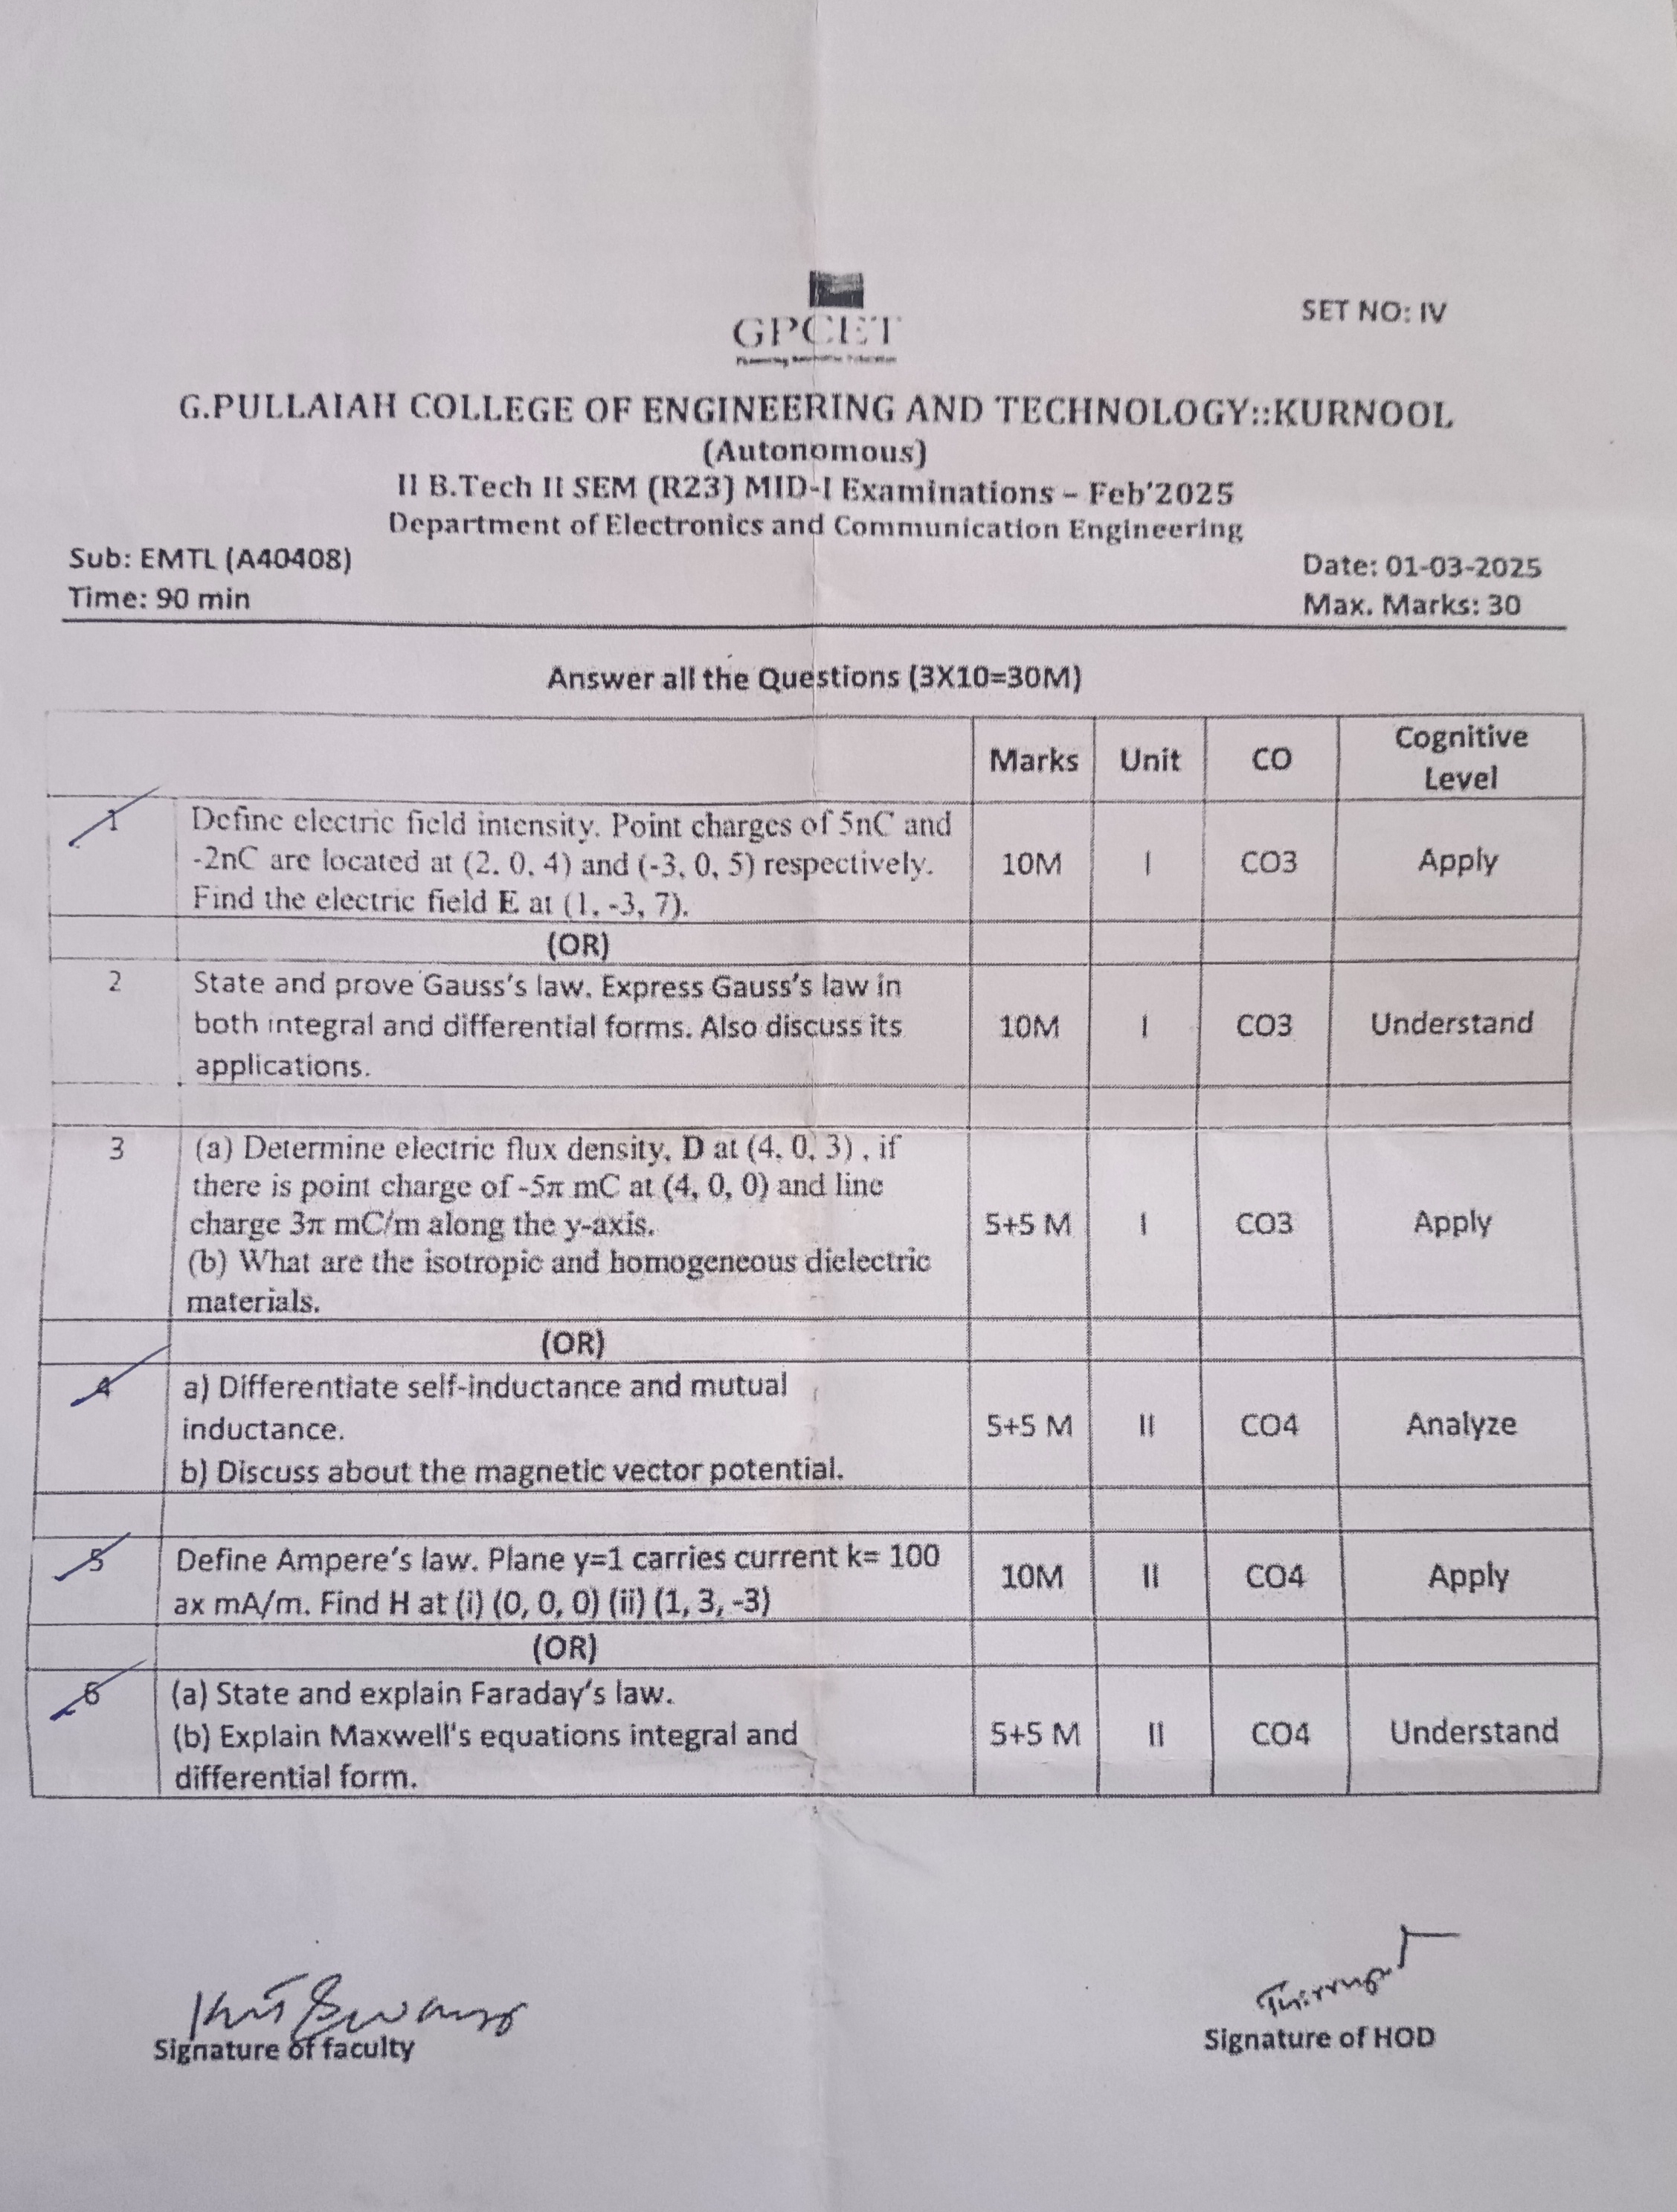 GPCET
SET NO: IV
G.PULLAIAH COLLEGE OF ENGINEERING AND TECHNOLOGY::KURNOOL
(Autonomous)
II B.Tech II SEM (R23) MID-I Examinations – Feb'2025
Department of Electronics and Communication Engineering
Sub: EMTL (A40408)
Date: 01-03-2025
Time: 90 min
Max. Marks: 30
Answer all the Questions (3X10=30M)
Marks Unit CO Cognitive
Level
1 Define electric field intensity. Point charges of 5nC and
-2nC are located at (2, 0, 4) and (-3, 0, 5) respectively. 10M I CO3 Apply
Find the electric field E at (1, -3, 7).
(OR)
2 State and prove Gauss's law. Express Gauss's law in
both integral and differential forms. Also discuss its 10M I CO3 Understand
applications.
3 (a) Determine electric flux density, D at (4, 0, 3) , if
there is point charge of -5π mC at (4, 0, 0) and line
charge 3π mC/m along the y-axis. 5+5 M I CO3 Apply
(b) What are the isotropic and homogeneous dielectric
materials.
(OR)
4 a) Differentiate self-inductance and mutual
inductance. 5+5 M II CO4 Analyze
b) Discuss about the magnetic vector potential.
5 Define Ampere's law. Plane y=1 carries current k= 100 10M II CO4 Apply
ax mA/m. Find H at (i) (0, 0, 0) (ii) (1, 3, -3)
(OR)
6 (a) State and explain Faraday's law.
(b) Explain Maxwell's equations integral and 5+5 M II CO4 Understand
differential form.
Signature of faculty
Signature of HOD